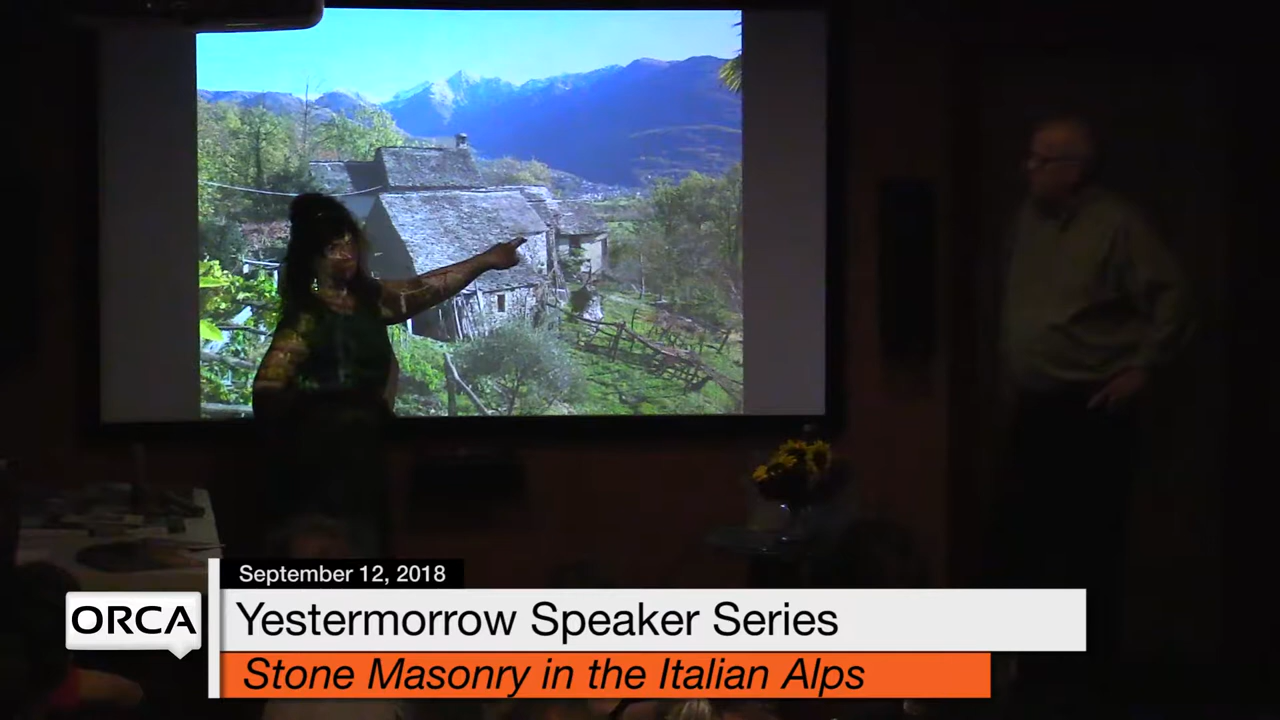 September 12, 2018
ORCA
Yestermorrow Speaker Series
Stone Masonry in the Italian Alps